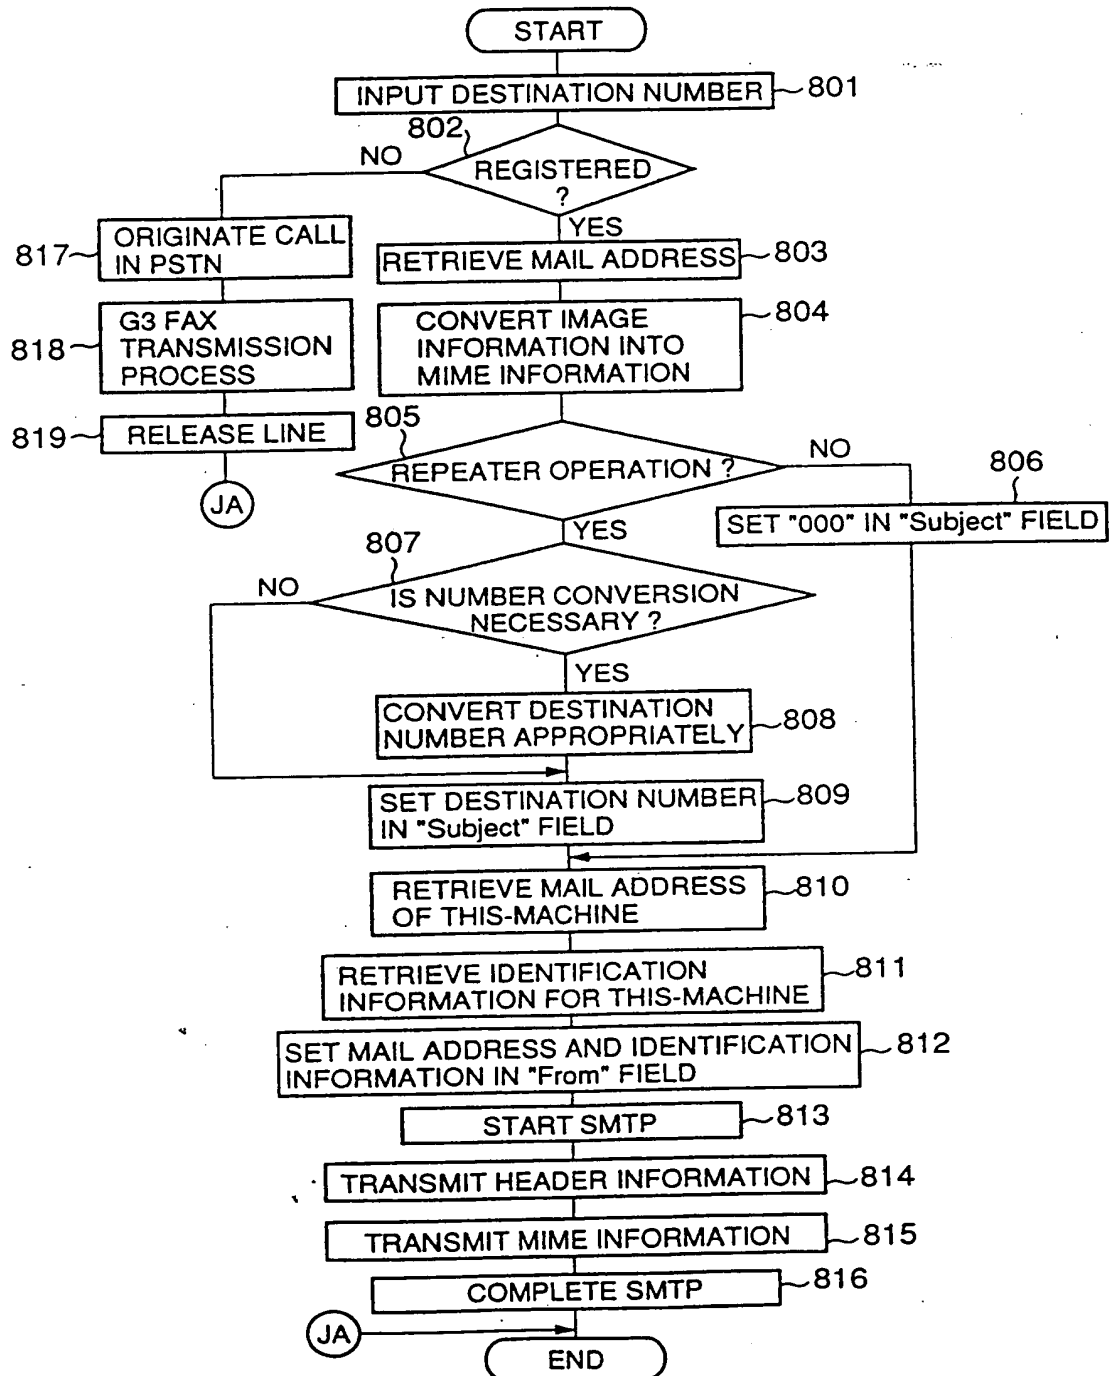 START
INPUT DESTINATION NUMBER
801
802
NO
REGISTERED
?
YES
817
ORIGINATE CALL
IN PSTN
RETRIEVE MAIL ADDRESS
803
818
G3 FAX
TRANSMISSION
PROCESS
CONVERT IMAGE
INFORMATION INTO
MIME INFORMATION
804
819
RELEASE LINE
JA
805
REPEATER OPERATION ?
NO
806
SET "000" IN "Subject" FIELD
YES
807
NO
IS NUMBER CONVERSION
NECESSARY ?
YES
CONVERT DESTINATION
NUMBER APPROPRIATELY
808
SET DESTINATION NUMBER
IN "Subject" FIELD
809
RETRIEVE MAIL ADDRESS
OF THIS-MACHINE
810
RETRIEVE IDENTIFICATION
INFORMATION FOR THIS-MACHINE
811
SET MAIL ADDRESS AND IDENTIFICATION
INFORMATION IN "From" FIELD
812
START SMTP
813
TRANSMIT HEADER INFORMATION
814
TRANSMIT MIME INFORMATION
815
COMPLETE SMTP
816
JA
END